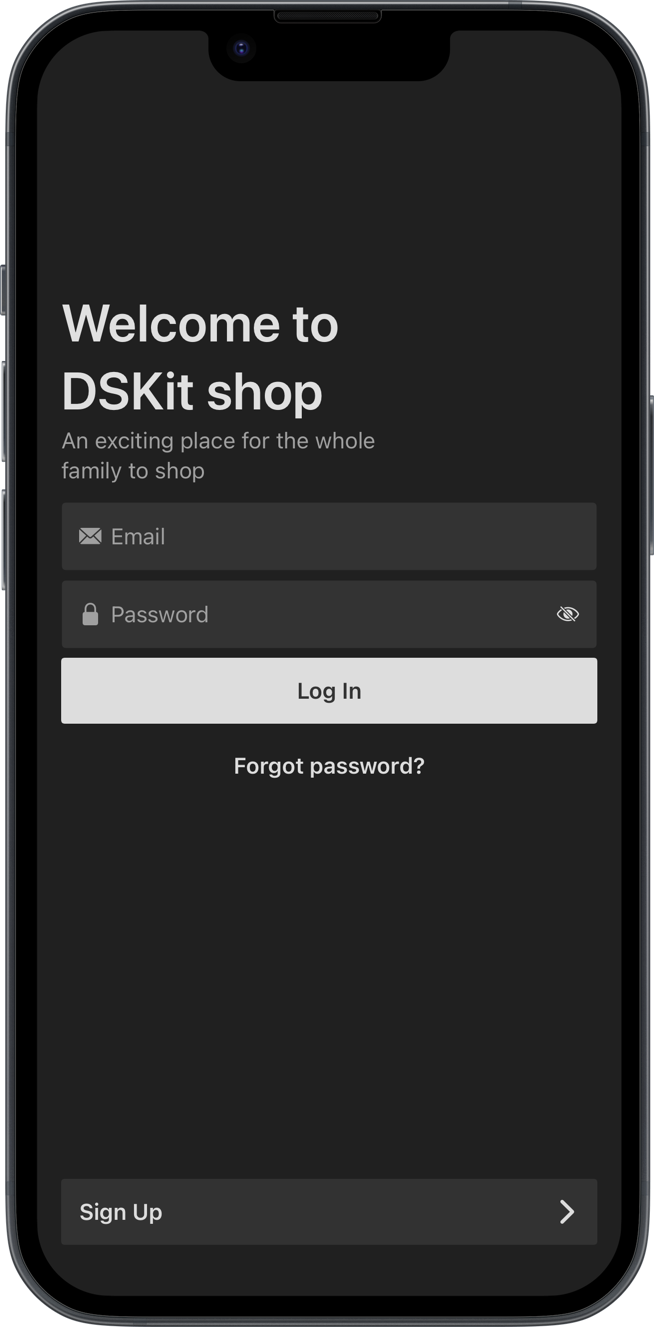 Welcome to
DSKit shop
An exciting place for the whole
family to shop
Email
Password
Log In
Forgot password?
Sign Up